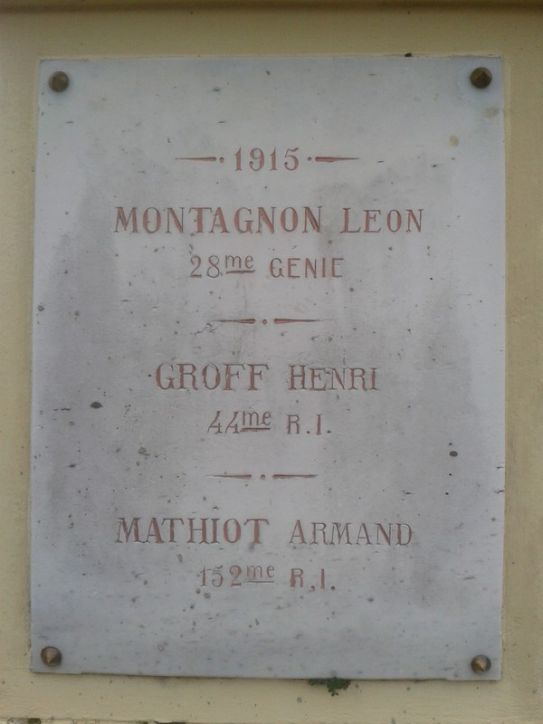 1915
MONTAGNON LEON
28me GENIE
GROFF HENRI
44me R.I.
MATHIOT ARMAND
152me R.I.